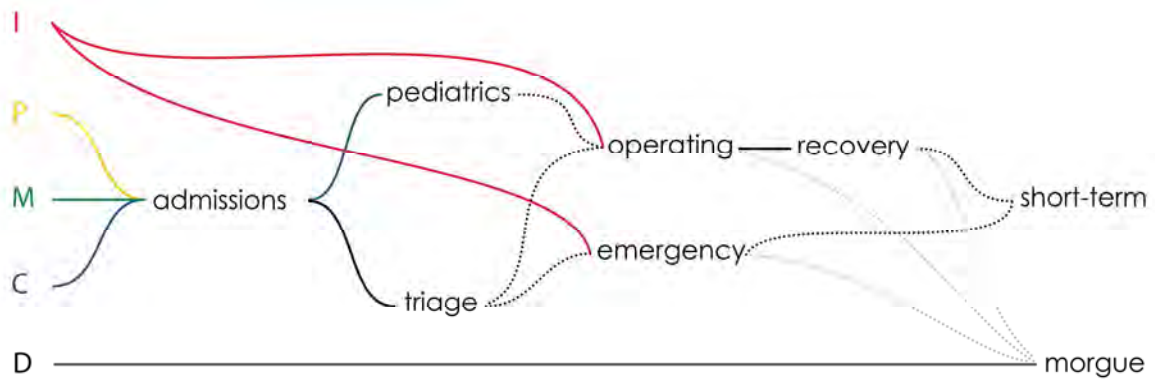 I
P
pediatrics
operating
recovery
M
admissions
short-term
emergency
C
triage
D
morgue